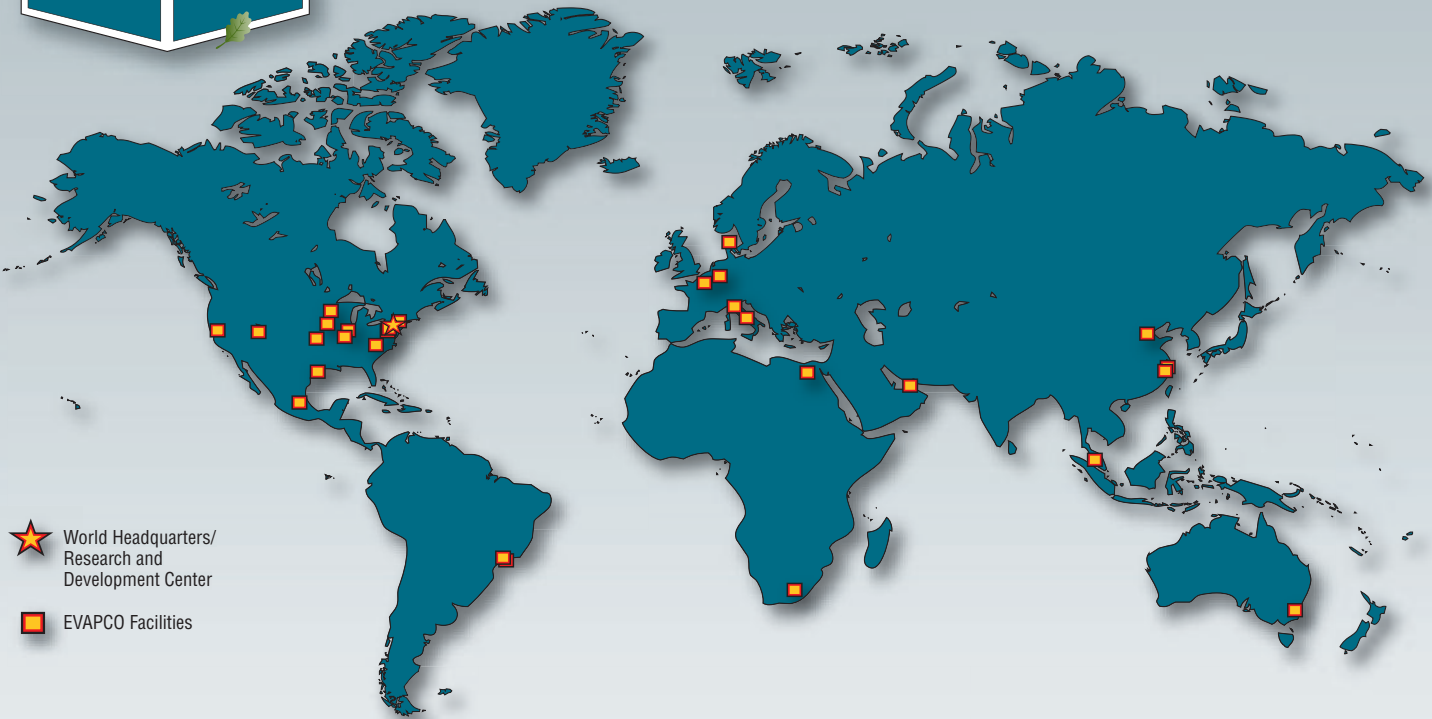 World Headquarters/
Research and
Development Center
EVAPCO Facilities